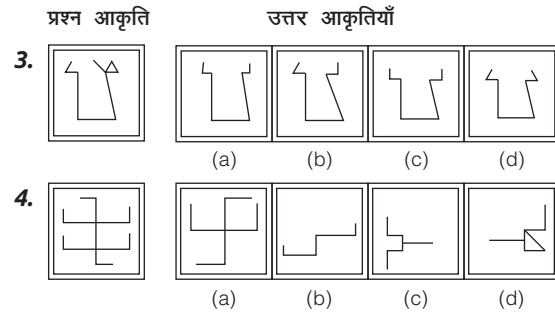 प्रश्न आकृति उत्तर आकृतियाँ
3.
(a) (b) (c) (d)
4.
(a) (b) (c) (d)